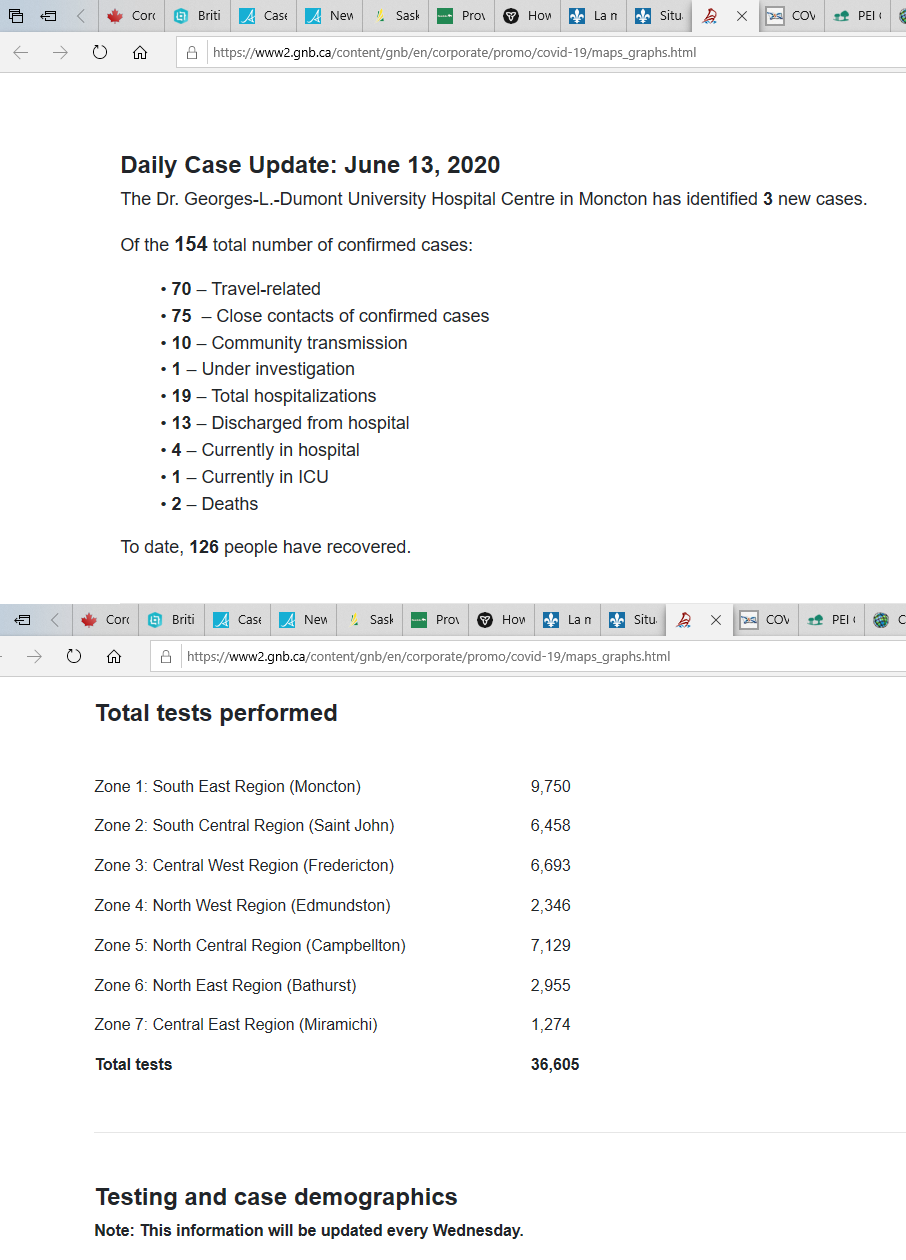 Corc Briti Case New Sask Prov How La n Situ. COV PEI
https://www2.gnb.ca/content/gnb/en/corporate/promo/covid-19/maps_graphs.html
Daily Case Update: June 13, 2020
The Dr. Georges-L.-Dumont University Hospital Centre in Moncton has identified 3 new cases.
Of the 154 total number of confirmed cases:
• 70 – Travel-related
• 75 – Close contacts of confirmed cases
• 10 – Community transmission
• 1 – Under investigation
• 19 – Total hospitalizations
• 13 – Discharged from hospital
• 4 – Currently in hospital
• 1 – Currently in ICU
• 2 – Deaths
To date, 126 people have recovered.
Corc Briti Case New Sask Prov How La n Situ. COV PEI
https://www2.gnb.ca/content/gnb/en/corporate/promo/covid-19/maps_graphs.html
Total tests performed
Zone 1: South East Region (Moncton) 9,750
Zone 2: South Central Region (Saint John) 6,458
Zone 3: Central West Region (Fredericton) 6,693
Zone 4: North West Region (Edmundston) 2,346
Zone 5: North Central Region (Campbellton) 7,129
Zone 6: North East Region (Bathurst) 2,955
Zone 7: Central East Region (Miramichi) 1,274
Total tests 36,605
Testing and case demographics
Note: This information will be updated every Wednesday.